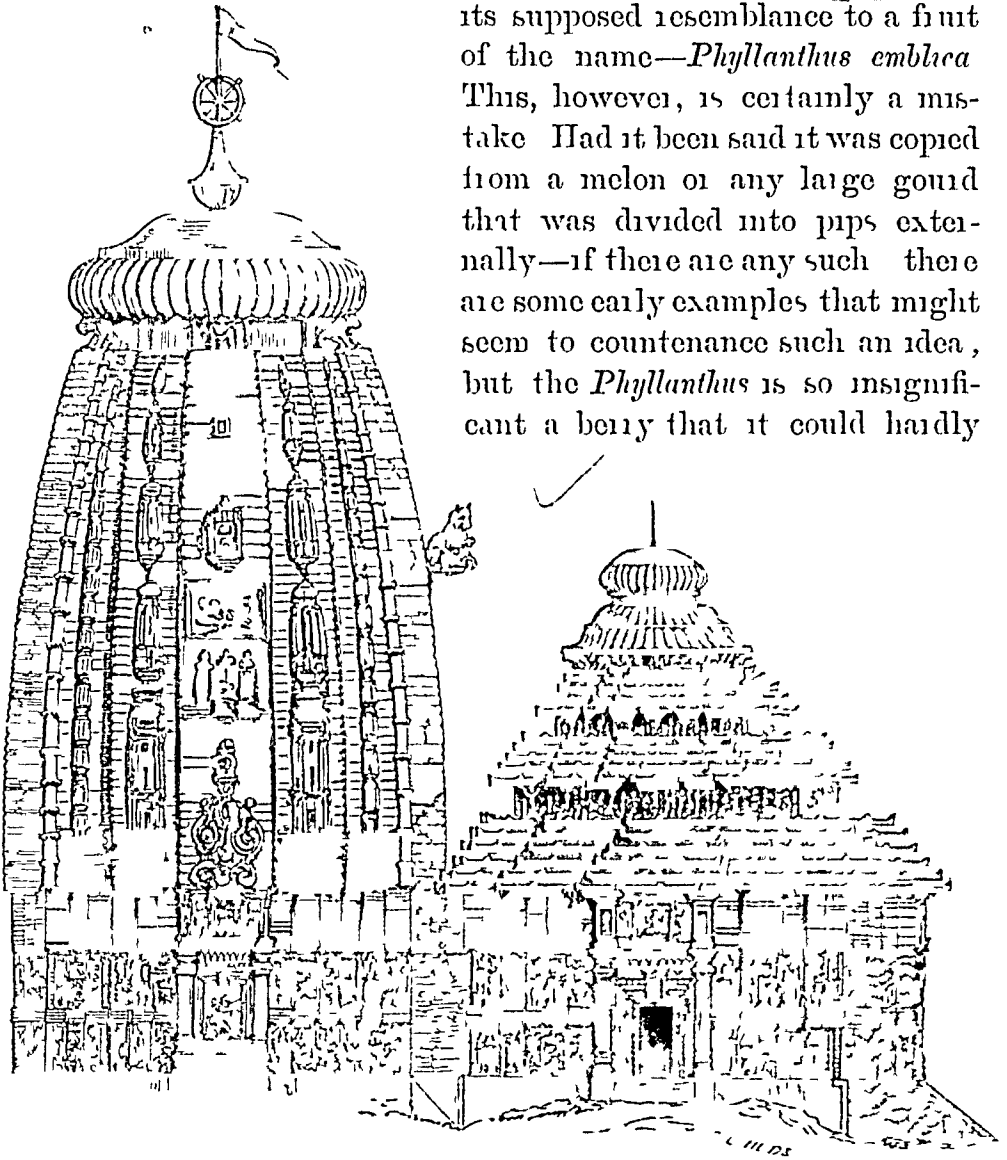 its supposed resemblance to a fruit
of the name—Phyllanthus emblica
This, however, is certainly a mis-
take Had it been said it was copied
from a melon or any large gourd
that was divided into pips exter-
nally—if there are any such there
are some early examples that might
seem to countenance such an idea,
but the Phyllanthus is so insignifi-
cant a berry that it could hardly